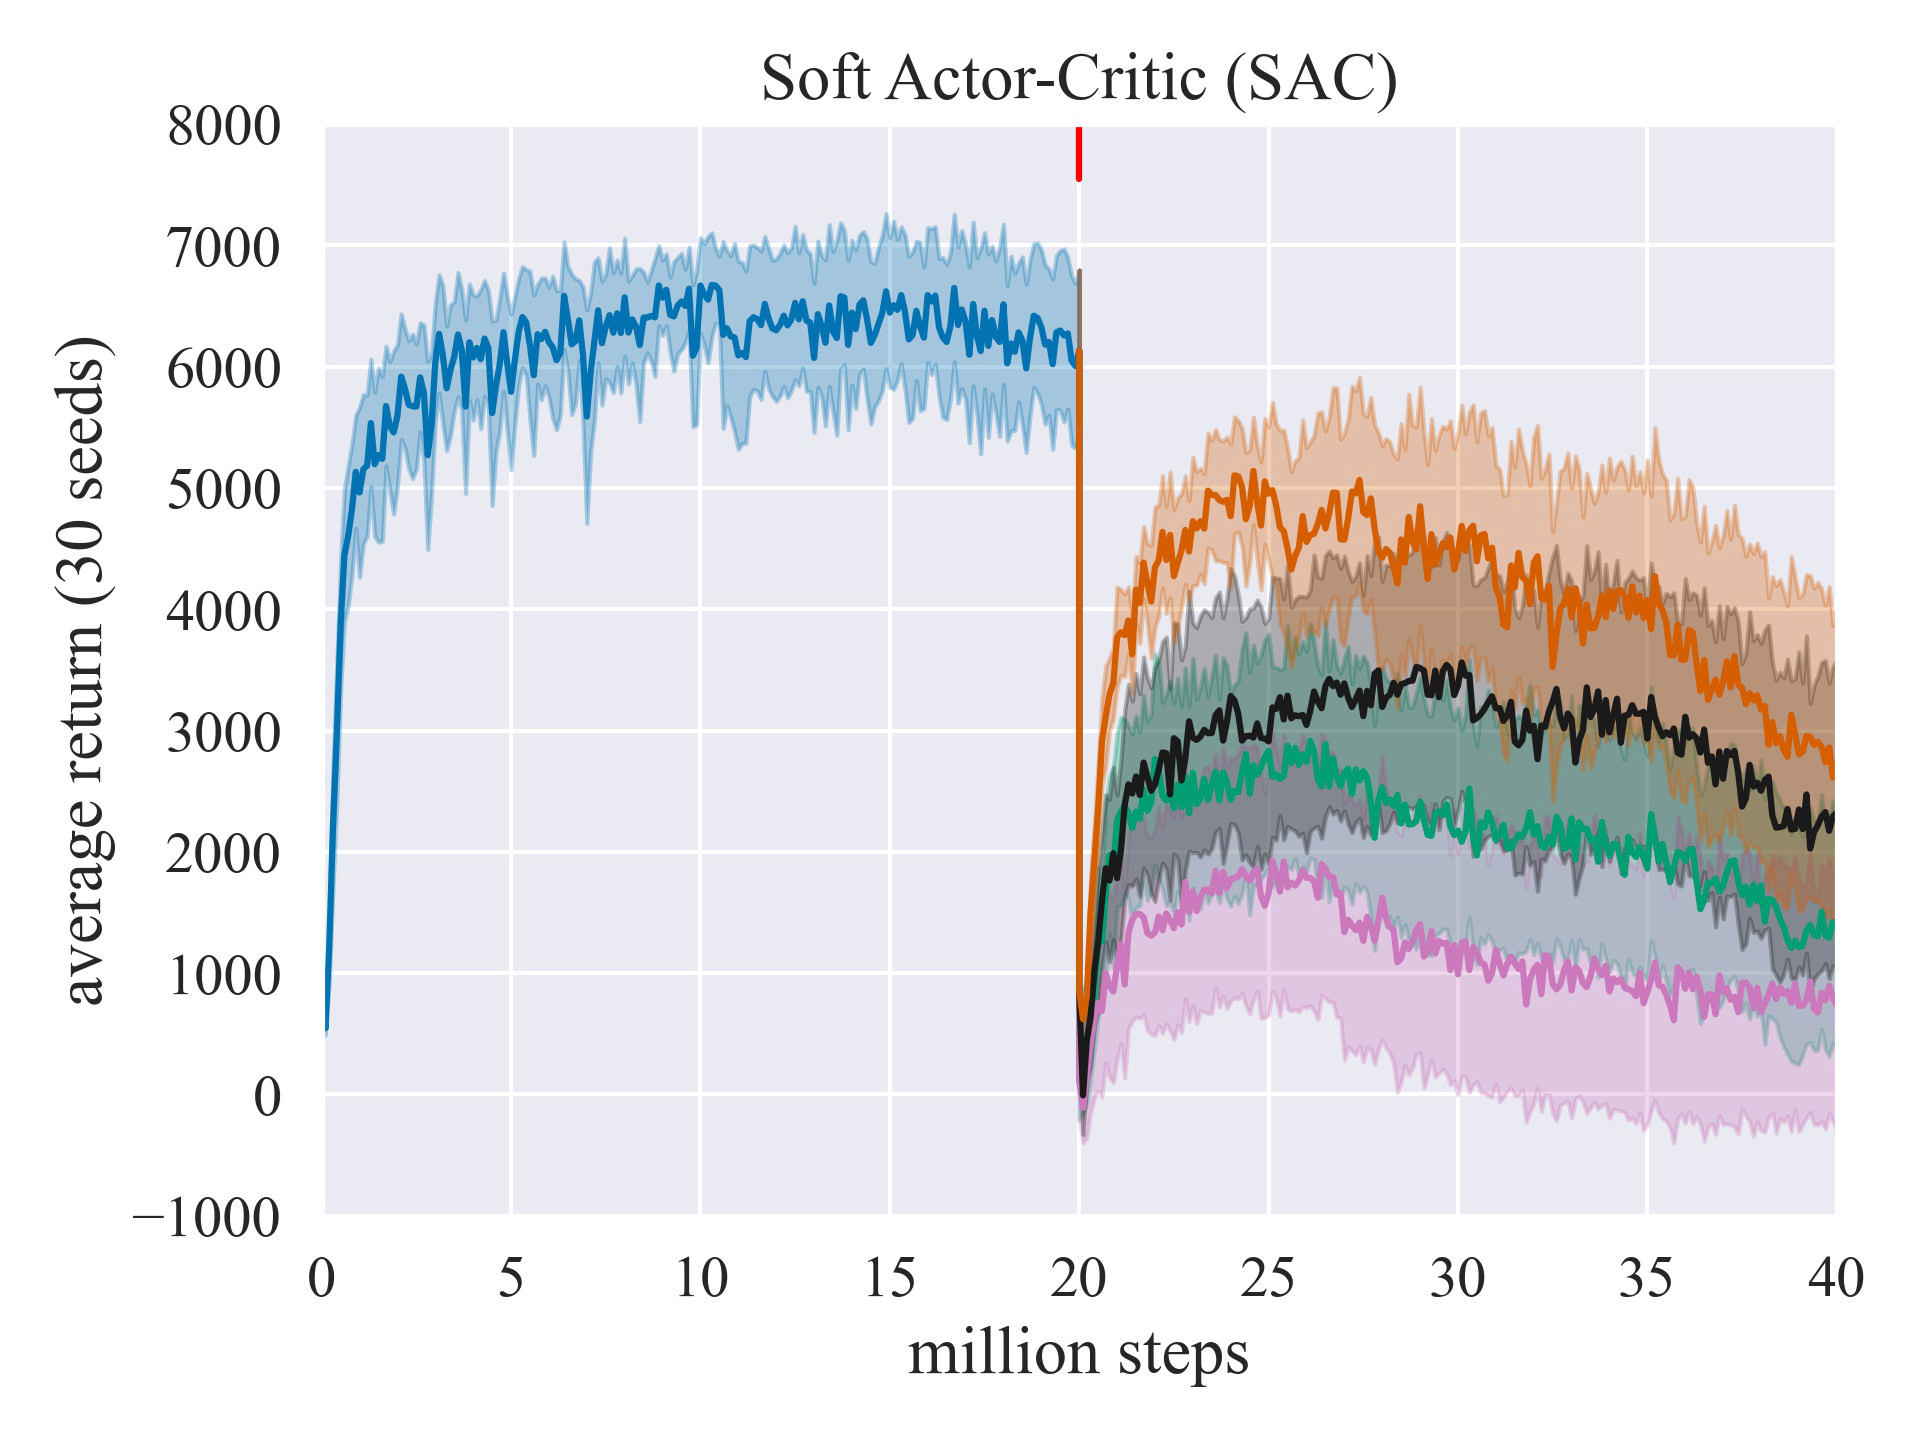 Soft Actor-Critic (SAC)
8000
7000
6000
5000
4000
3000
2000
1000
0
−1000
average return (30 seeds)
0 5 10 15 20 25 30 35 40
million steps